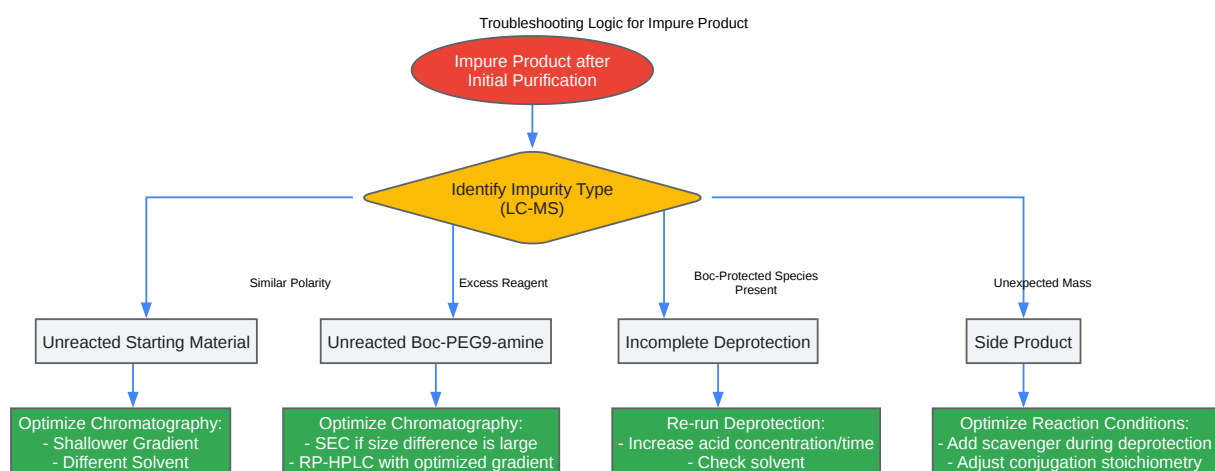 Troubleshooting Logic for Impure Product
Impure Product after
Initial Purification
Identify Impurity Type
(LC-MS)
Similar Polarity
Excess Reagent
Boc-Protected Species
Present
Unexpected Mass
Unreacted Starting Material
Unreacted Boc-PEG9-amine
Incomplete Deprotection
Side Product
Optimize Chromatography:
- Shallower Gradient
- Different Solvent
Optimize Chromatography:
- SEC if size difference is large
- RP-HPLC with optimized gradient
Re-run Deprotection:
- Increase acid concentration/time
- Check solvent
Optimize Reaction Conditions:
- Add scavenger during deprotection
- Adjust conjugation stoichiometry